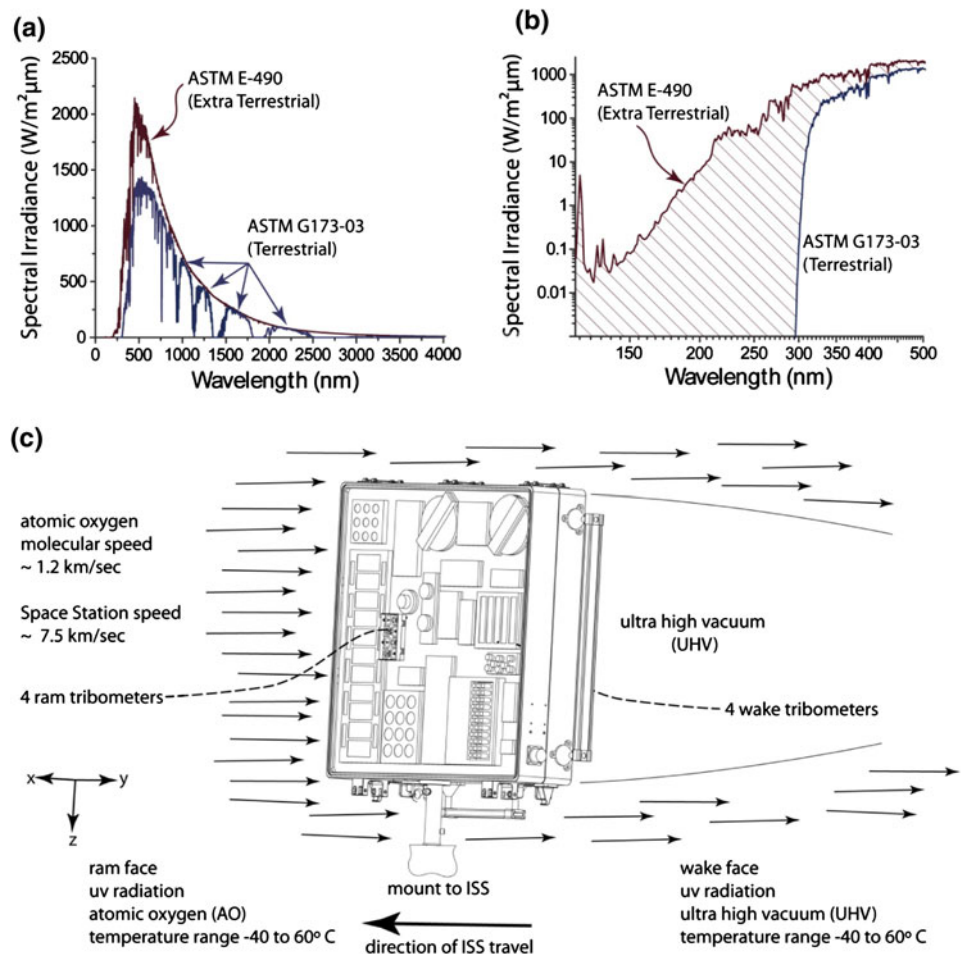 (a)
2500
2000
1750
1500
1250
1000
750
500
250
0
Spectral Irradiance (W/m²µm)
ASTM E-490
(Extra Terrestrial)
ASTM G173-03
(Terrestrial)
0 500 1000 1500 2000 2500 3000 3500 4000
Wavelength (nm)
(b)
1000
100
10
1
0.1
0.01
Spectral Irradiance (W/m²µm)
ASTM E-490
(Extra Terrestrial)
ASTM G173-03
(Terrestrial)
150 200 300 400 500
Wavelength (nm)
(c)
atomic oxygen
molecular speed
~ 1.2 km/sec
Space Station speed
~ 7.5 km/sec
4 ram tribometers
ultra high vacuum
(UHV)
4 wake tribometers
x y
z
ram face
uv radiation
atomic oxygen (AO)
temperature range -40 to 60º C
mount to ISS
direction of ISS travel
wake face
uv radiation
ultra high vacuum (UHV)
temperature range -40 to 60º C